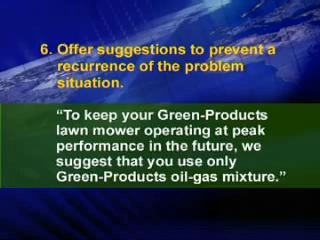 6. Offer suggestions to prevent a
recurrence of the problem
situation.
“To keep your Green-Products
lawn mower operating at peak
performance in the future, we
suggest that you use only
Green-Products oil-gas mixture.”